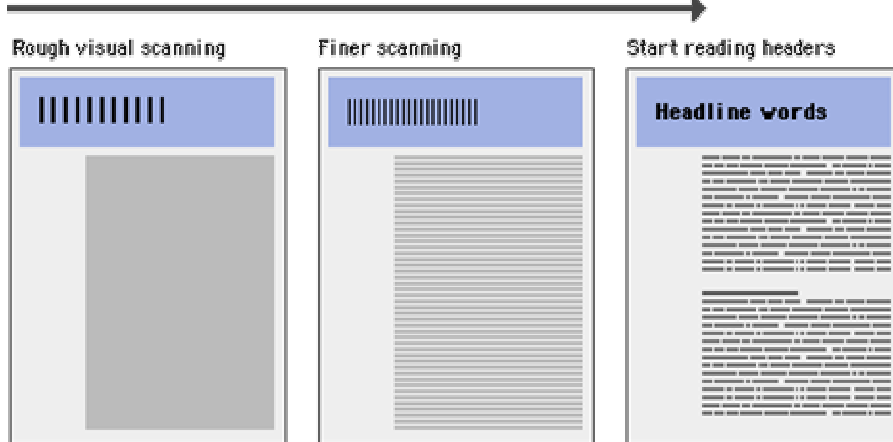 Rough visual scanning
Finer scanning
Start reading headers
Headline words